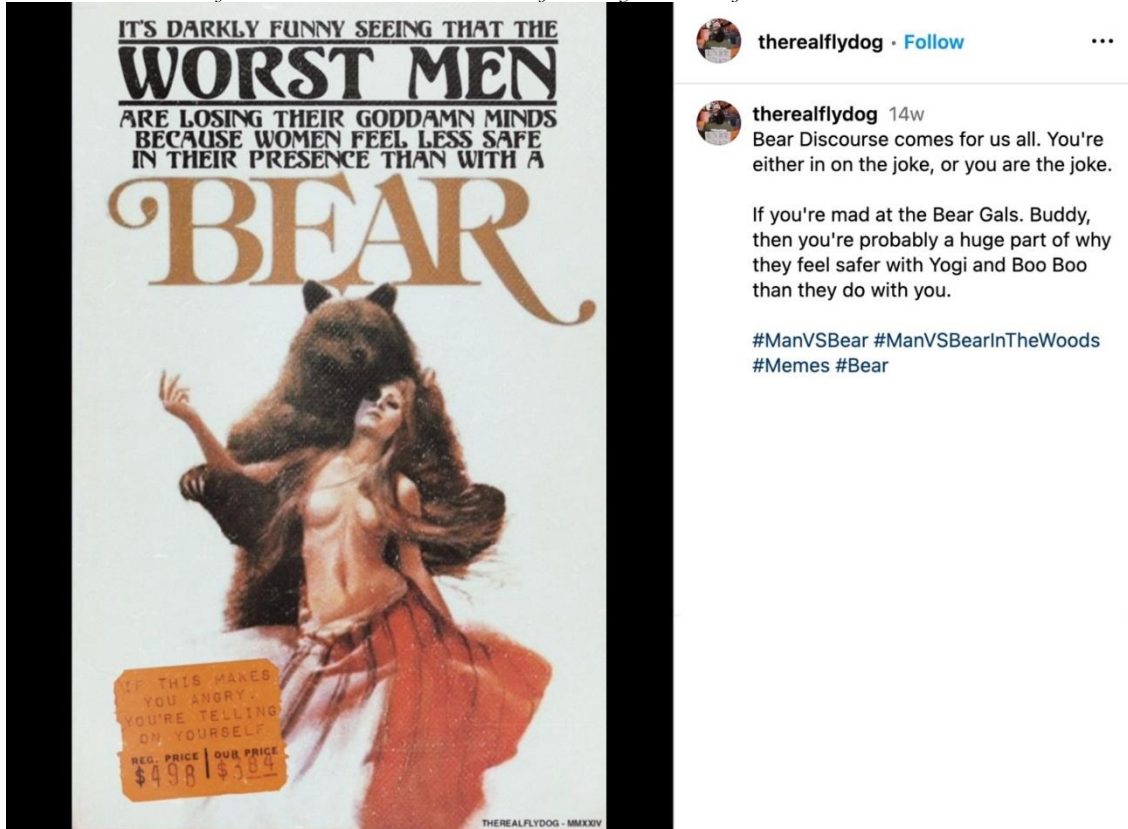 IT'S DARKLY FUNNY SEEING THAT THE
WORST MEN
ARE LOSING THEIR GODDAMN MINDS
BECAUSE WOMEN FEEL LESS SAFE
IN THEIR PRESENCE THAN WITH A
BEAR
IF THIS MAKES
YOU ANGRY,
YOU'RE TELLING
ON YOURSELF
REG. PRICE | OUR PRICE
$498 | $384
THEREALFLYDOG - MMXXIV
therealflydog • Follow
therealflydog 14w
Bear Discourse comes for us all. You're
either in on the joke, or you are the joke.
If you're mad at the Bear Gals. Buddy,
then you're probably a huge part of why
they feel safer with Yogi and Boo Boo
than they do with you.
#ManVSBear #ManVSBearInTheWoods
#Memes #Bear